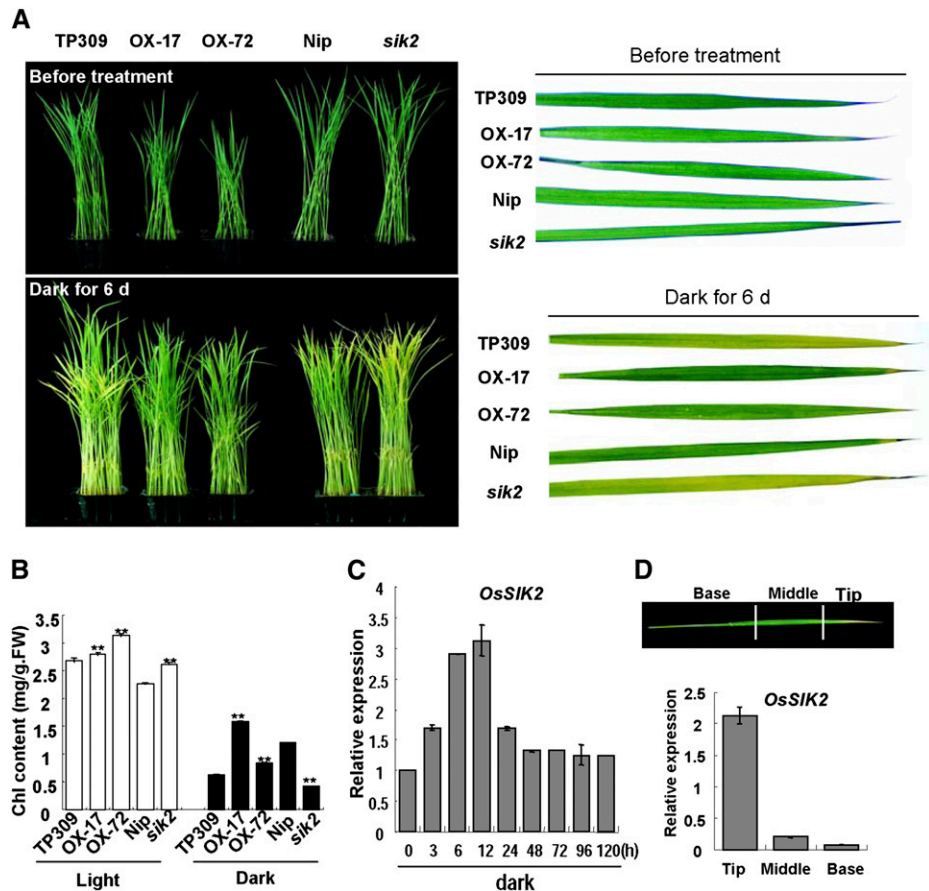 A
TP309 OX-17 OX-72 Nip sik2
Before treatment
Dark for 6 d
Before treatment
TP309
OX-17
OX-72
Nip
sik2
Dark for 6 d
TP309
OX-17
OX-72
Nip
sik2
B
Chl content (mg/g.FW)
3.5
3
2.5
2
1.5
1
0.5
0
** ** **
** ** **
TP309 OX-17 OX-72 Nip sik2 TP309 OX-17 OX-72 Nip sik2
Light Dark
C
OsSIK2
Relative expression
4
3.5
3
2.5
2
1.5
1
0.5
0
0 3 6 12 24 48 72 96 120(h)
dark
D
Base Middle Tip
OsSIK2
Relative expression
2.5
2
1.5
1
0.5
0
Tip Middle Base